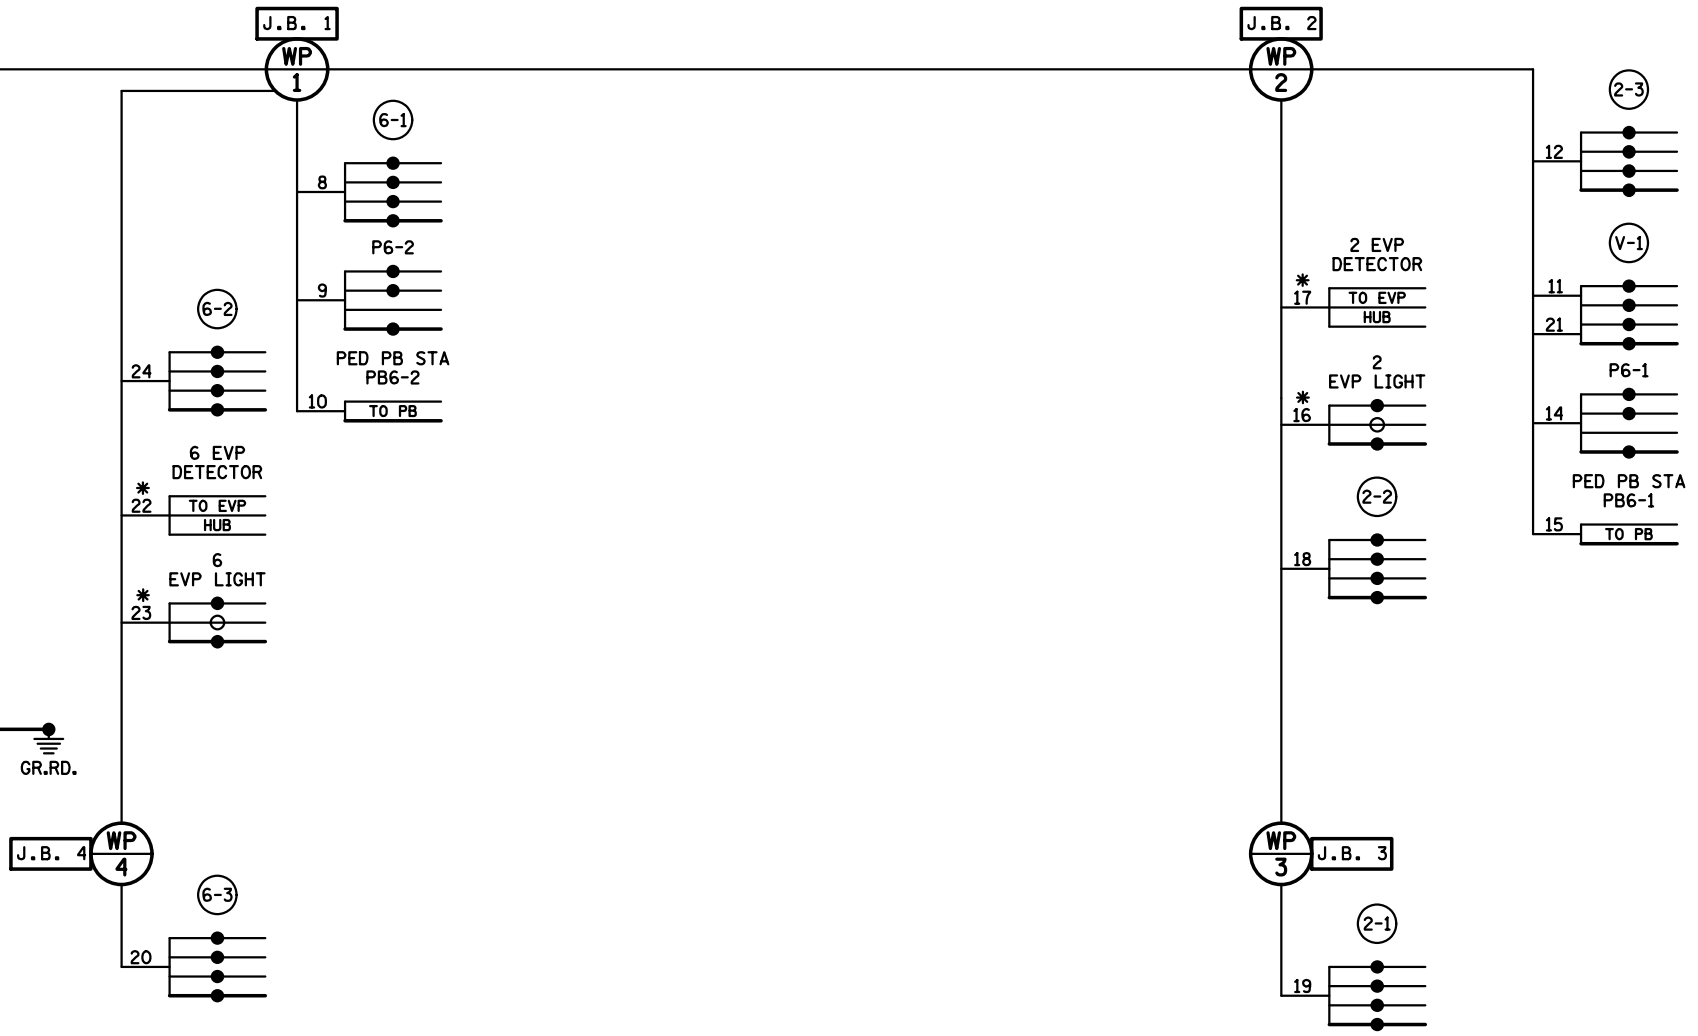 J.B. 1
WP
1
6-1
8
P6-2
9
PED PB STA
PB6-2
10
TO PB
6-2
24
6 EVP
DETECTOR
*
22
TO EVP
HUB
6
EVP LIGHT
*
23
GR.RD.
J.B. 4
WP
4
6-3
20
J.B. 2
WP
2
2 EVP
DETECTOR
*
17
TO EVP
HUB
2
EVP LIGHT
*
16
2-2
18
WP
3
J.B. 3
2-1
19
2-3
12
V-1
11
21
P6-1
14
PED PB STA
PB6-1
15
TO PB